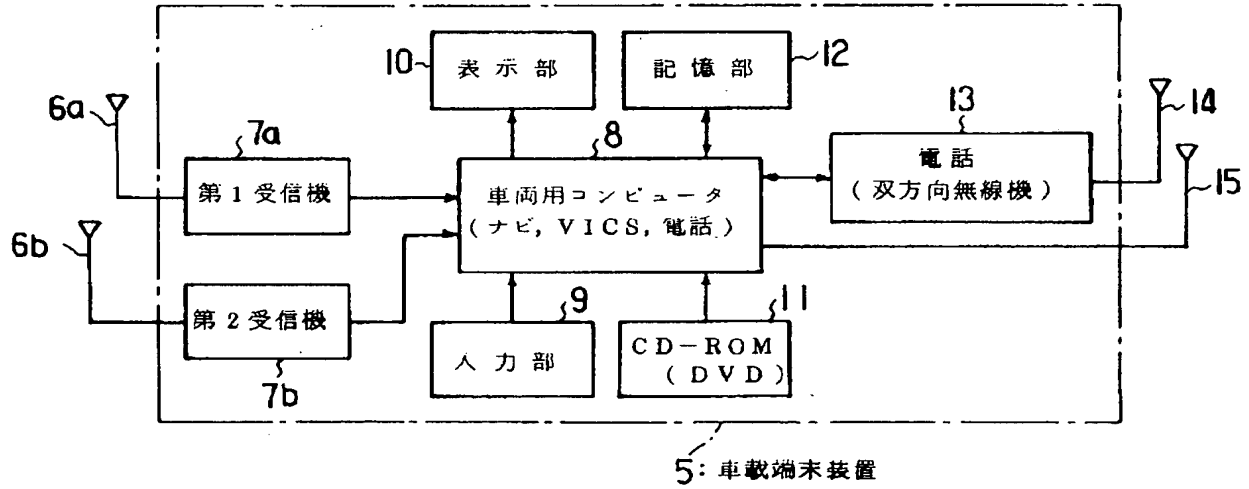 10
表示部
記憶部
12
6a
7a
第1受信機
8
車両用コンピュータ
(ナビ,VICS,電話)
13
電話
(双方向無線機)
14
15
6b
第2受信機
7b
9
入力部
11
CD-ROM
(DVD)
5:車載端末装置